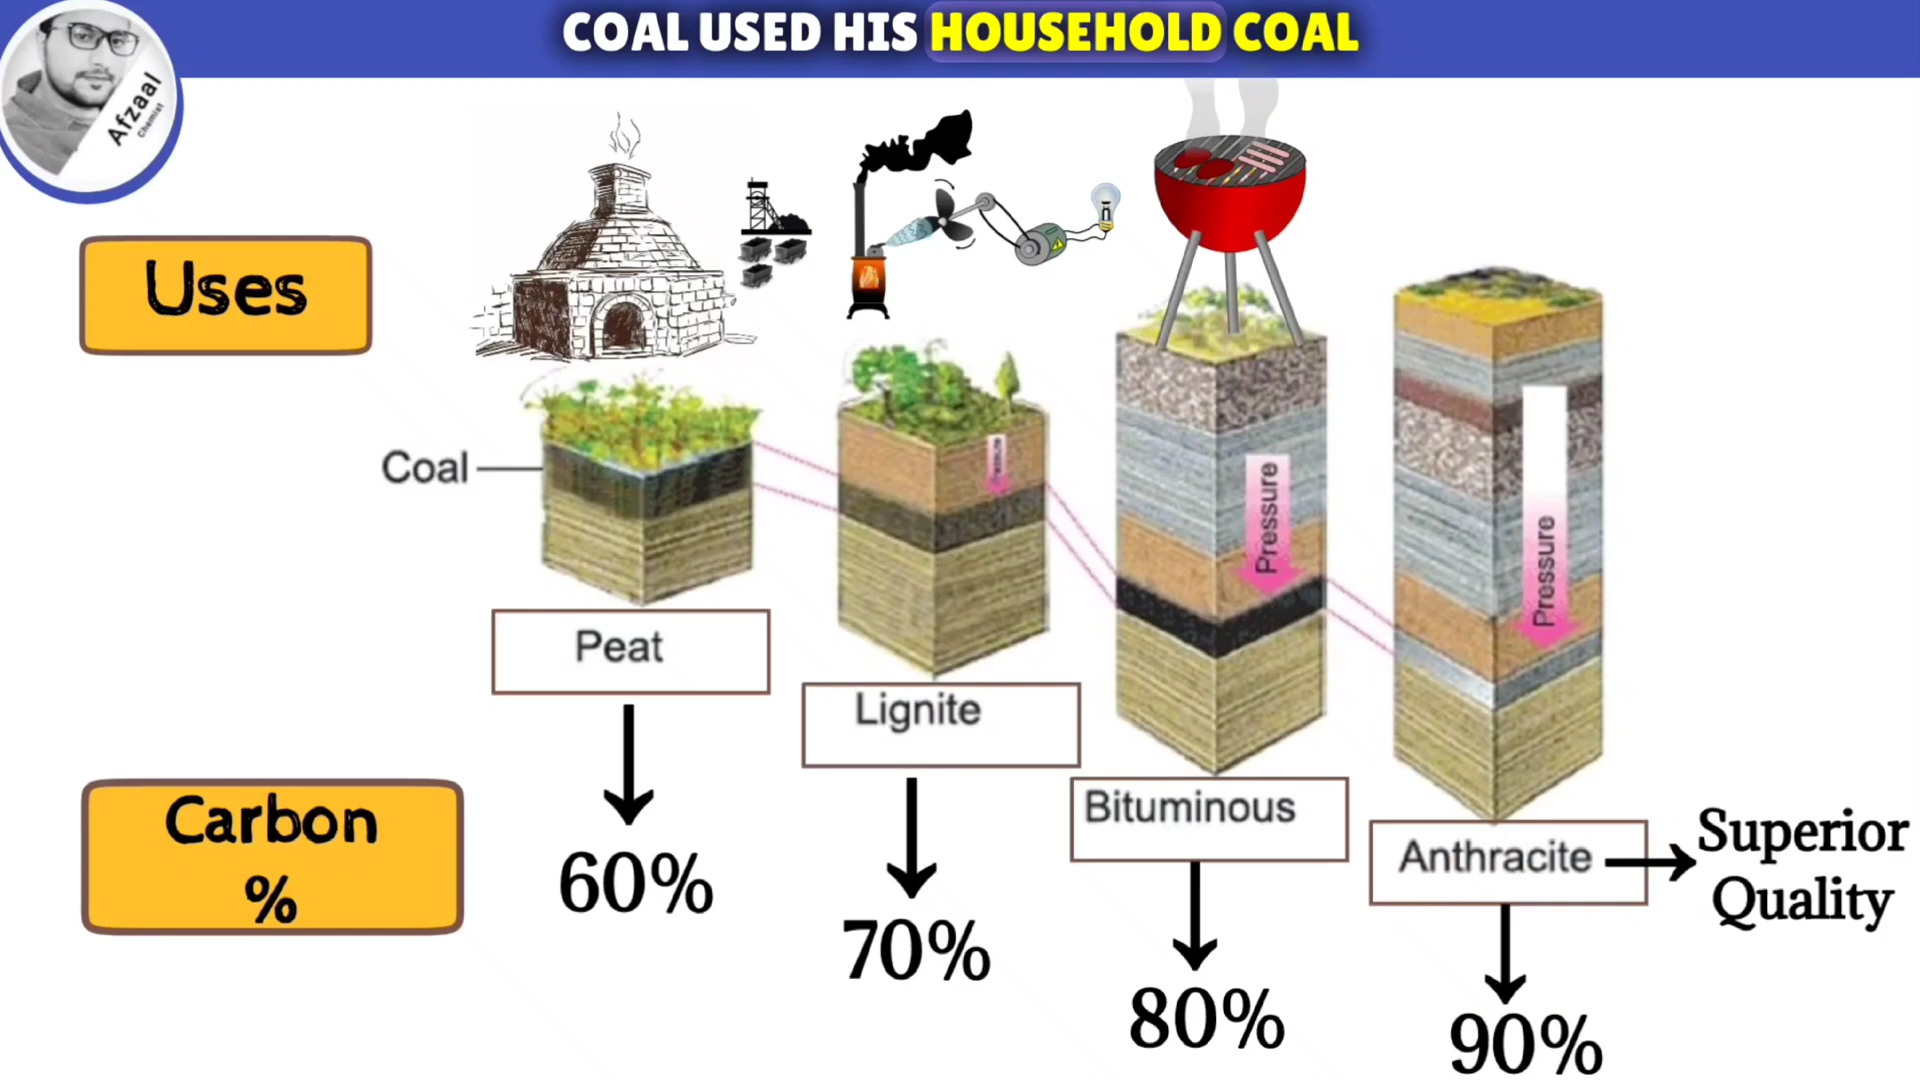 COAL USED HIS HOUSEHOLD COAL
Afzaal
Chemist
Uses
Coal
Pressure
Pressure
Peat
Lignite
Bituminous
Anthracite
Superior
Quality
Carbon
%
60%
70%
80%
90%